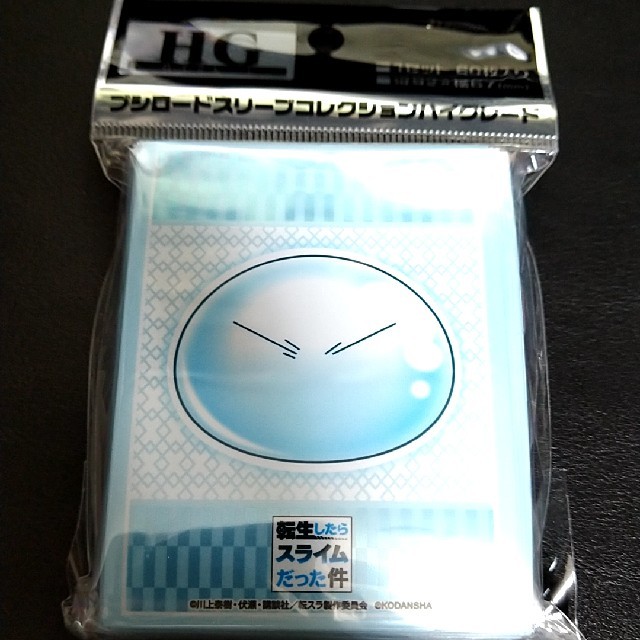 HG
ブシロードスリーブコレクションハイグレード
転生したら
スライム
だった件
©川上泰樹・伏瀬・講談社/転スラ製作委員会 ©KODANSHA